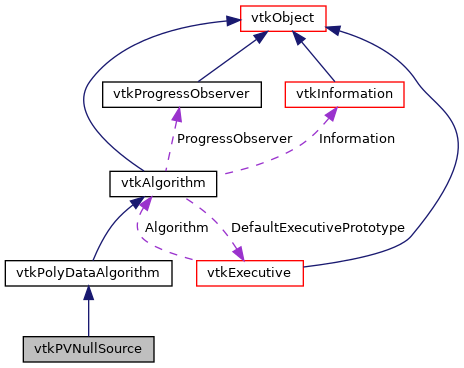 vtkObject
vtkProgressObserver
vtkInformation
ProgressObserver
Information
vtkAlgorithm
Algorithm
DefaultExecutivePrototype
vtkPolyDataAlgorithm
vtkExecutive
vtkPVNullSource